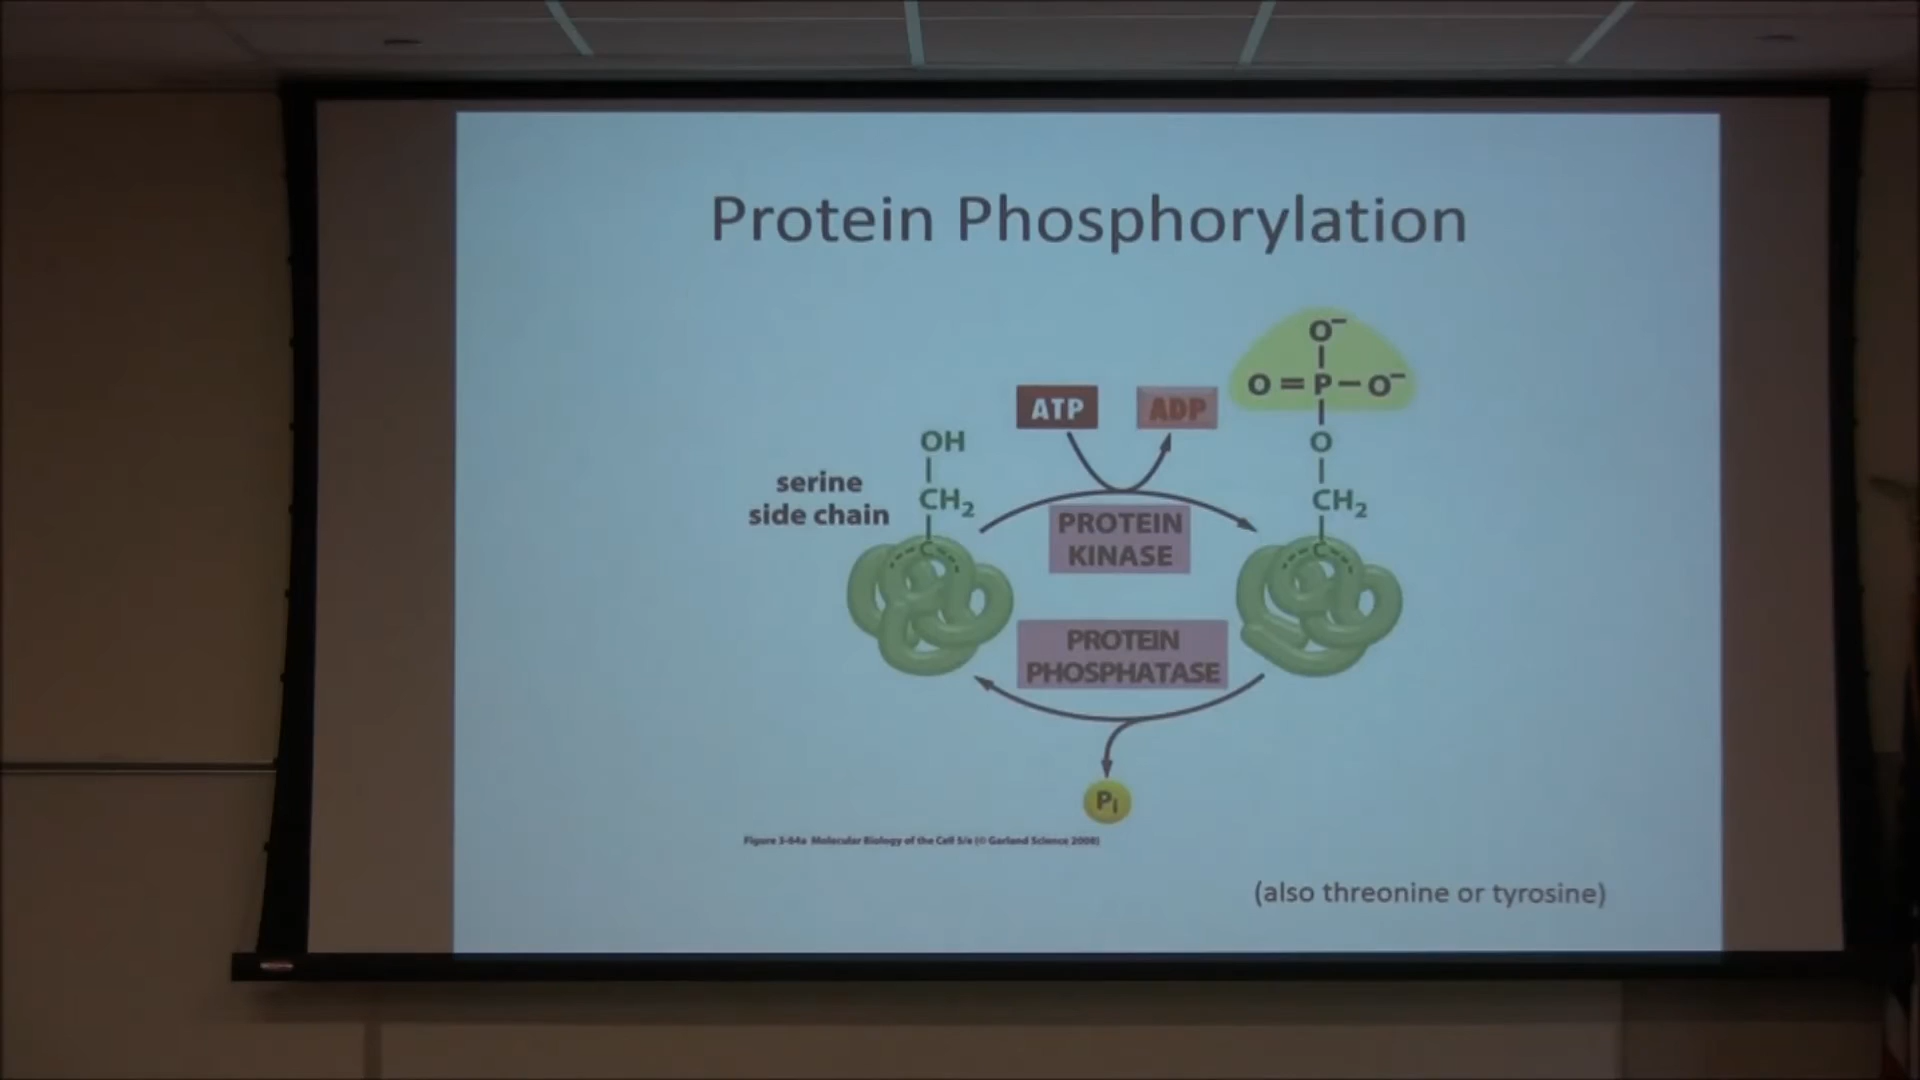 Protein Phosphorylation
O⁻
O=P–O⁻
ATP
ADP
OH
O
serine
side chain
CH₂
CH₂
PROTEIN
KINASE
C
C
PROTEIN
PHOSPHATASE
Pi
Figure 3-64a Molecular Biology of the Cell 5/e (© Garland Science 2008)
(also threonine or tyrosine)